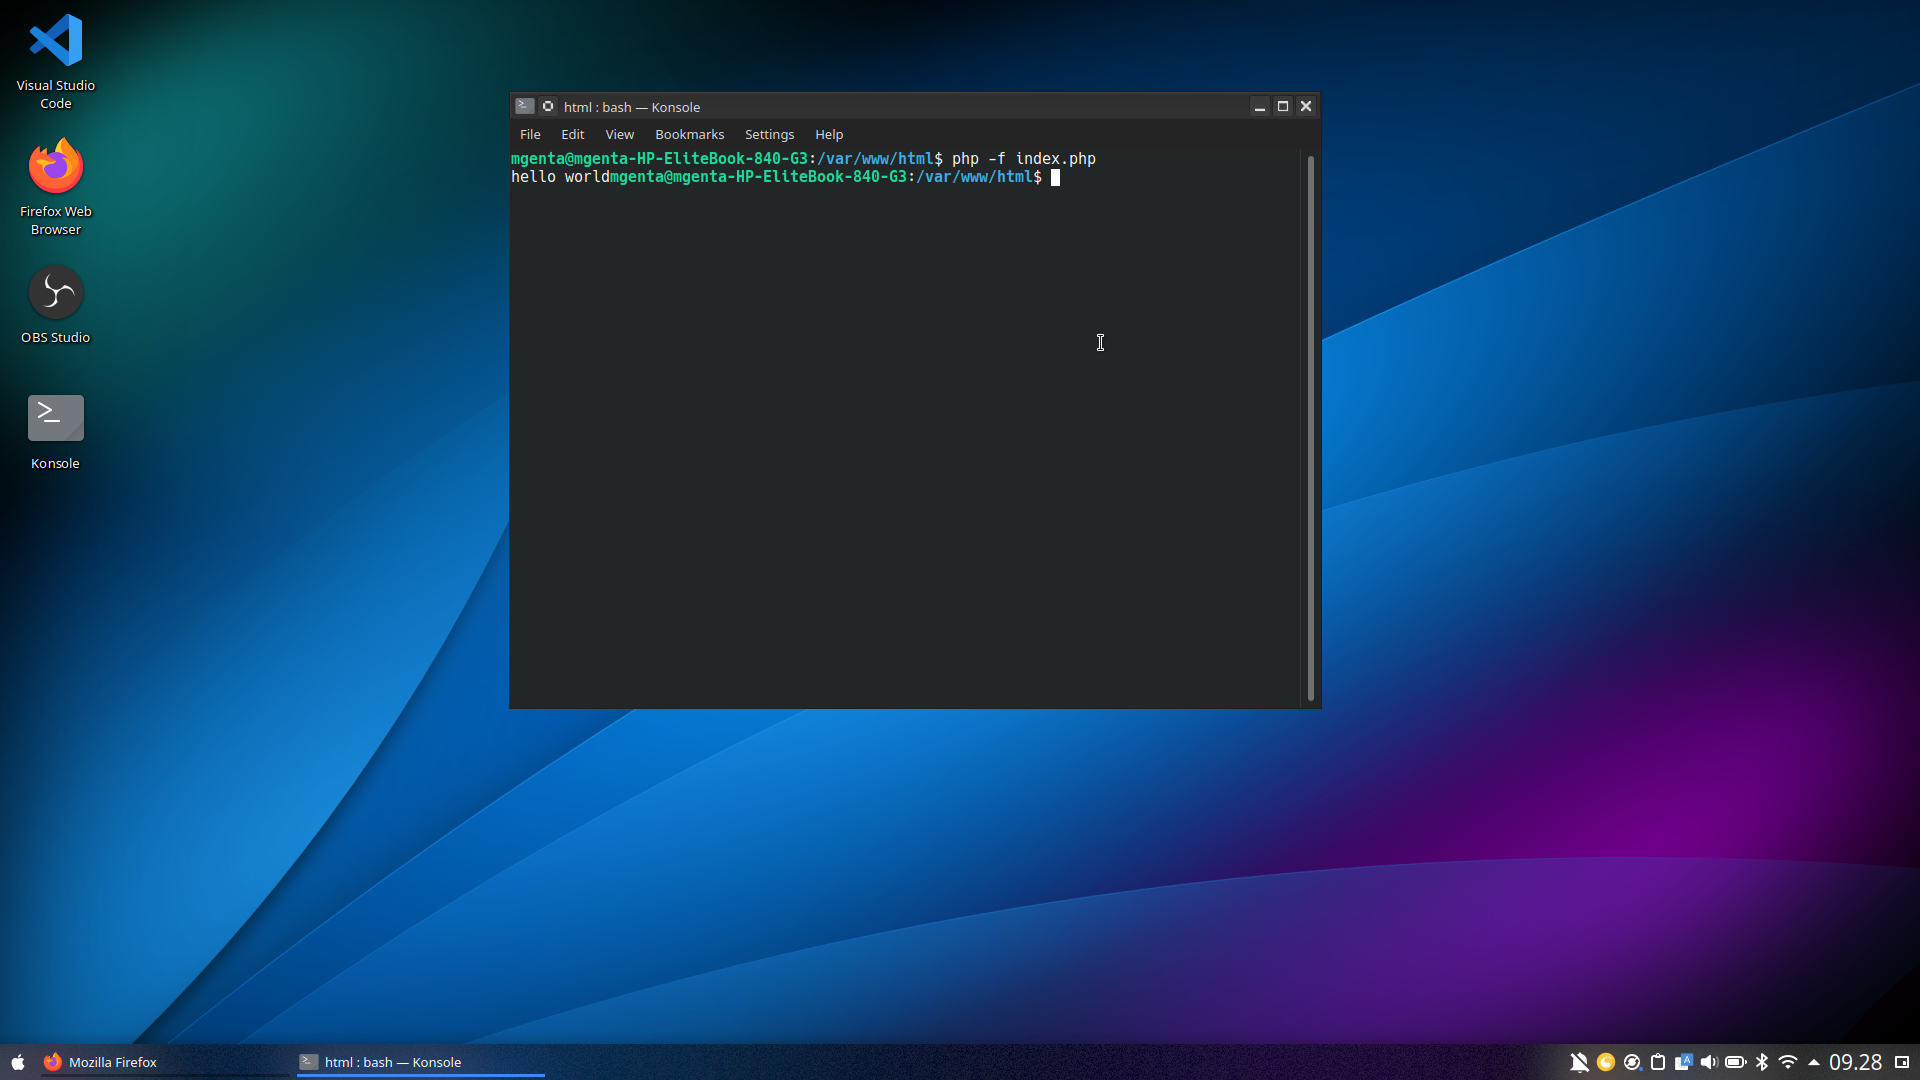 Visual Studio
Code
Firefox Web
Browser
OBS Studio
Konsole
html : bash — Konsole
File Edit View Bookmarks Settings Help
mgenta@mgenta-HP-EliteBook-840-G3:/var/www/html$ php -f index.php
hello worldmgenta@mgenta-HP-EliteBook-840-G3:/var/www/html$
Mozilla Firefox
html : bash — Konsole
A
09.28